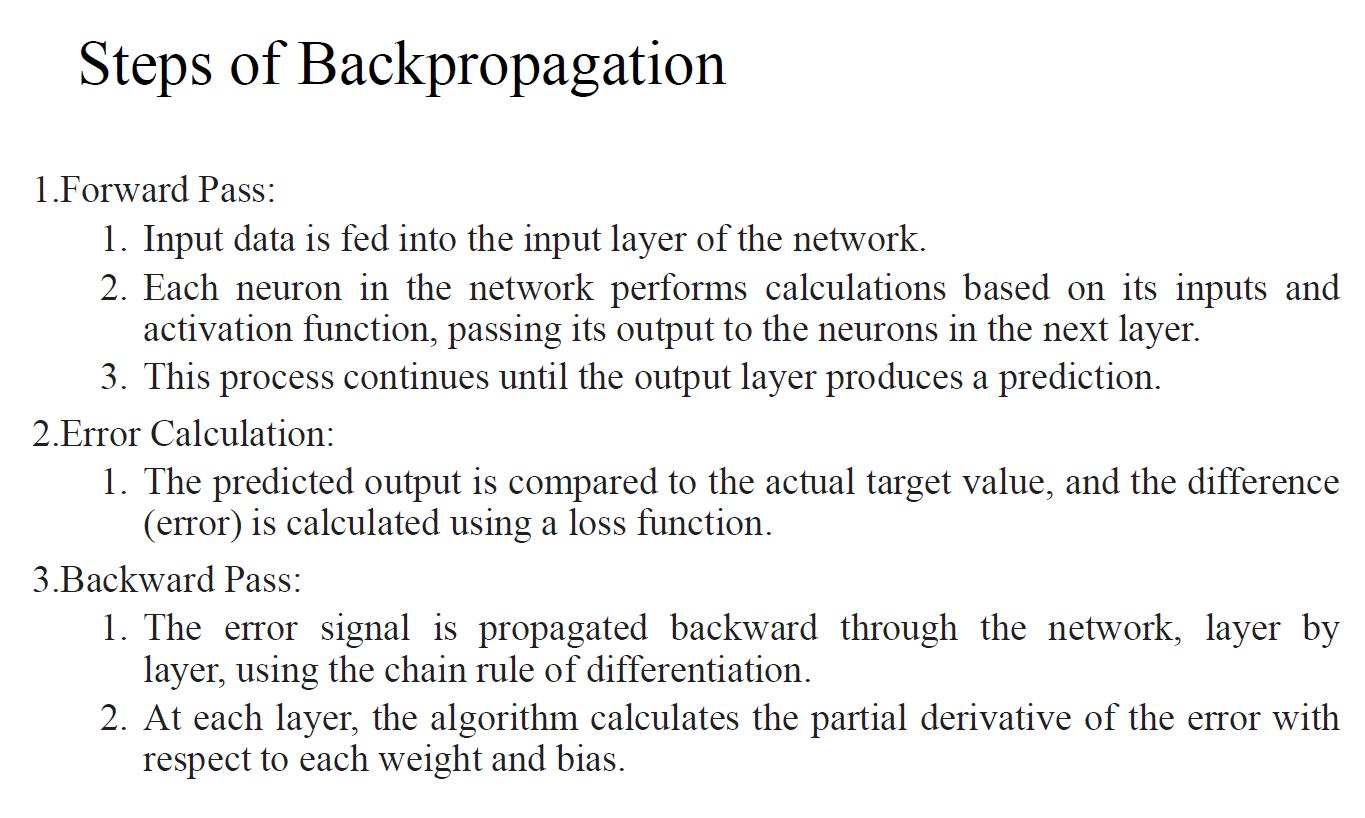 Steps of Backpropagation
1.Forward Pass:
1. Input data is fed into the input layer of the network.
2. Each neuron in the network performs calculations based on its inputs and
activation function, passing its output to the neurons in the next layer.
3. This process continues until the output layer produces a prediction.
2.Error Calculation:
1. The predicted output is compared to the actual target value, and the difference
(error) is calculated using a loss function.
3.Backward Pass:
1. The error signal is propagated backward through the network, layer by
layer, using the chain rule of differentiation.
2. At each layer, the algorithm calculates the partial derivative of the error with
respect to each weight and bias.